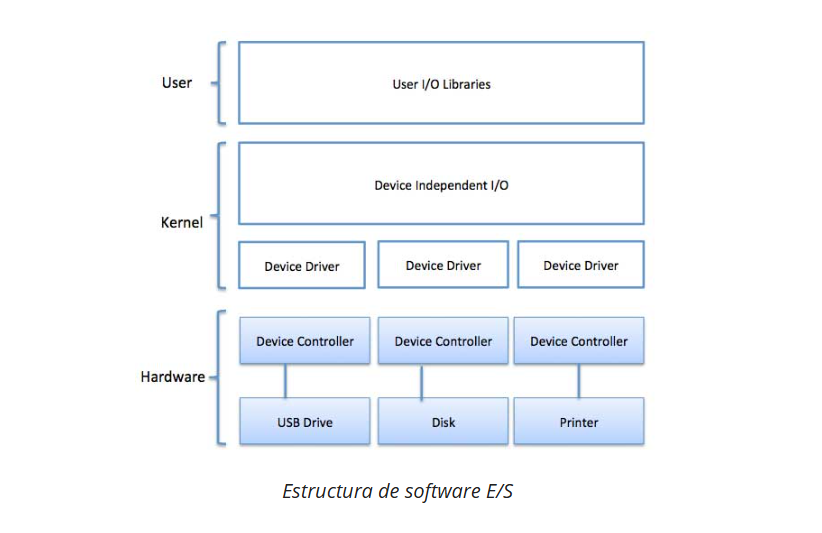 User
User I/O Libraries
Kernel
Device Independent I/O
Device Driver
Device Driver
Device Driver
Hardware
Device Controller
Device Controller
Device Controller
USB Drive
Disk
Printer
Estructura de software E/S